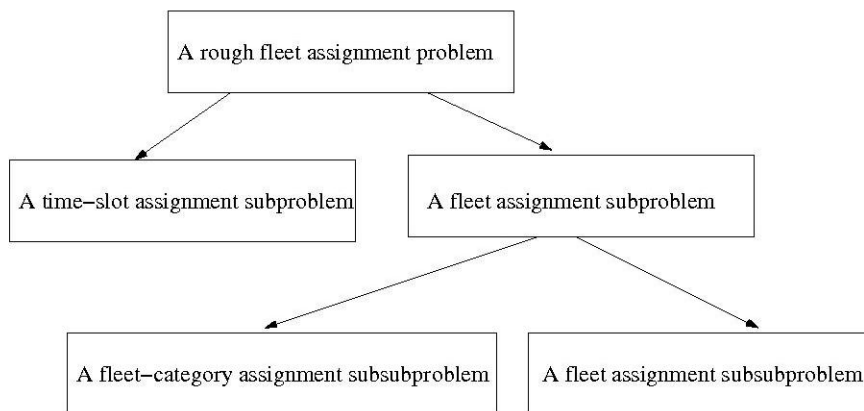 A rough fleet assignment problem
A time-slot assignment subproblem
A fleet assignment subproblem
A fleet-category assignment subsubproblem
A fleet assignment subsubproblem